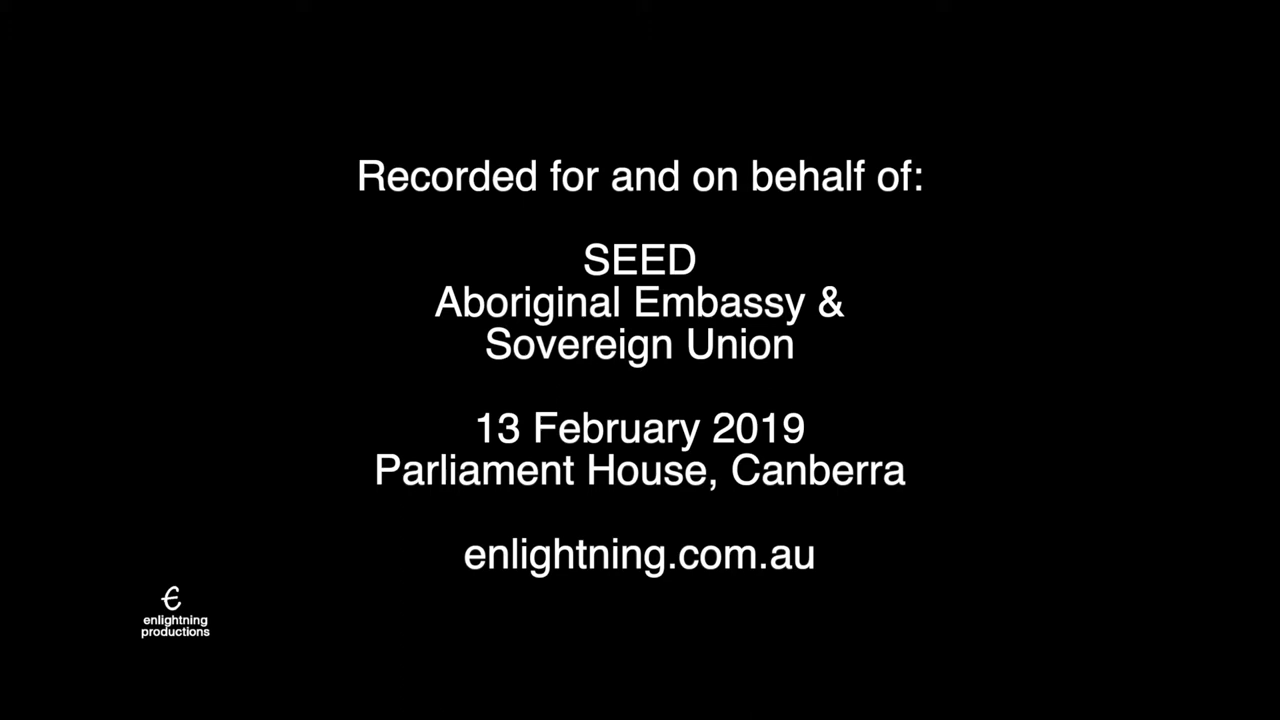 Recorded for and on behalf of:
SEED
Aboriginal Embassy &
Sovereign Union
13 February 2019
Parliament House, Canberra
enlightning.com.au
€
enlightning
productions